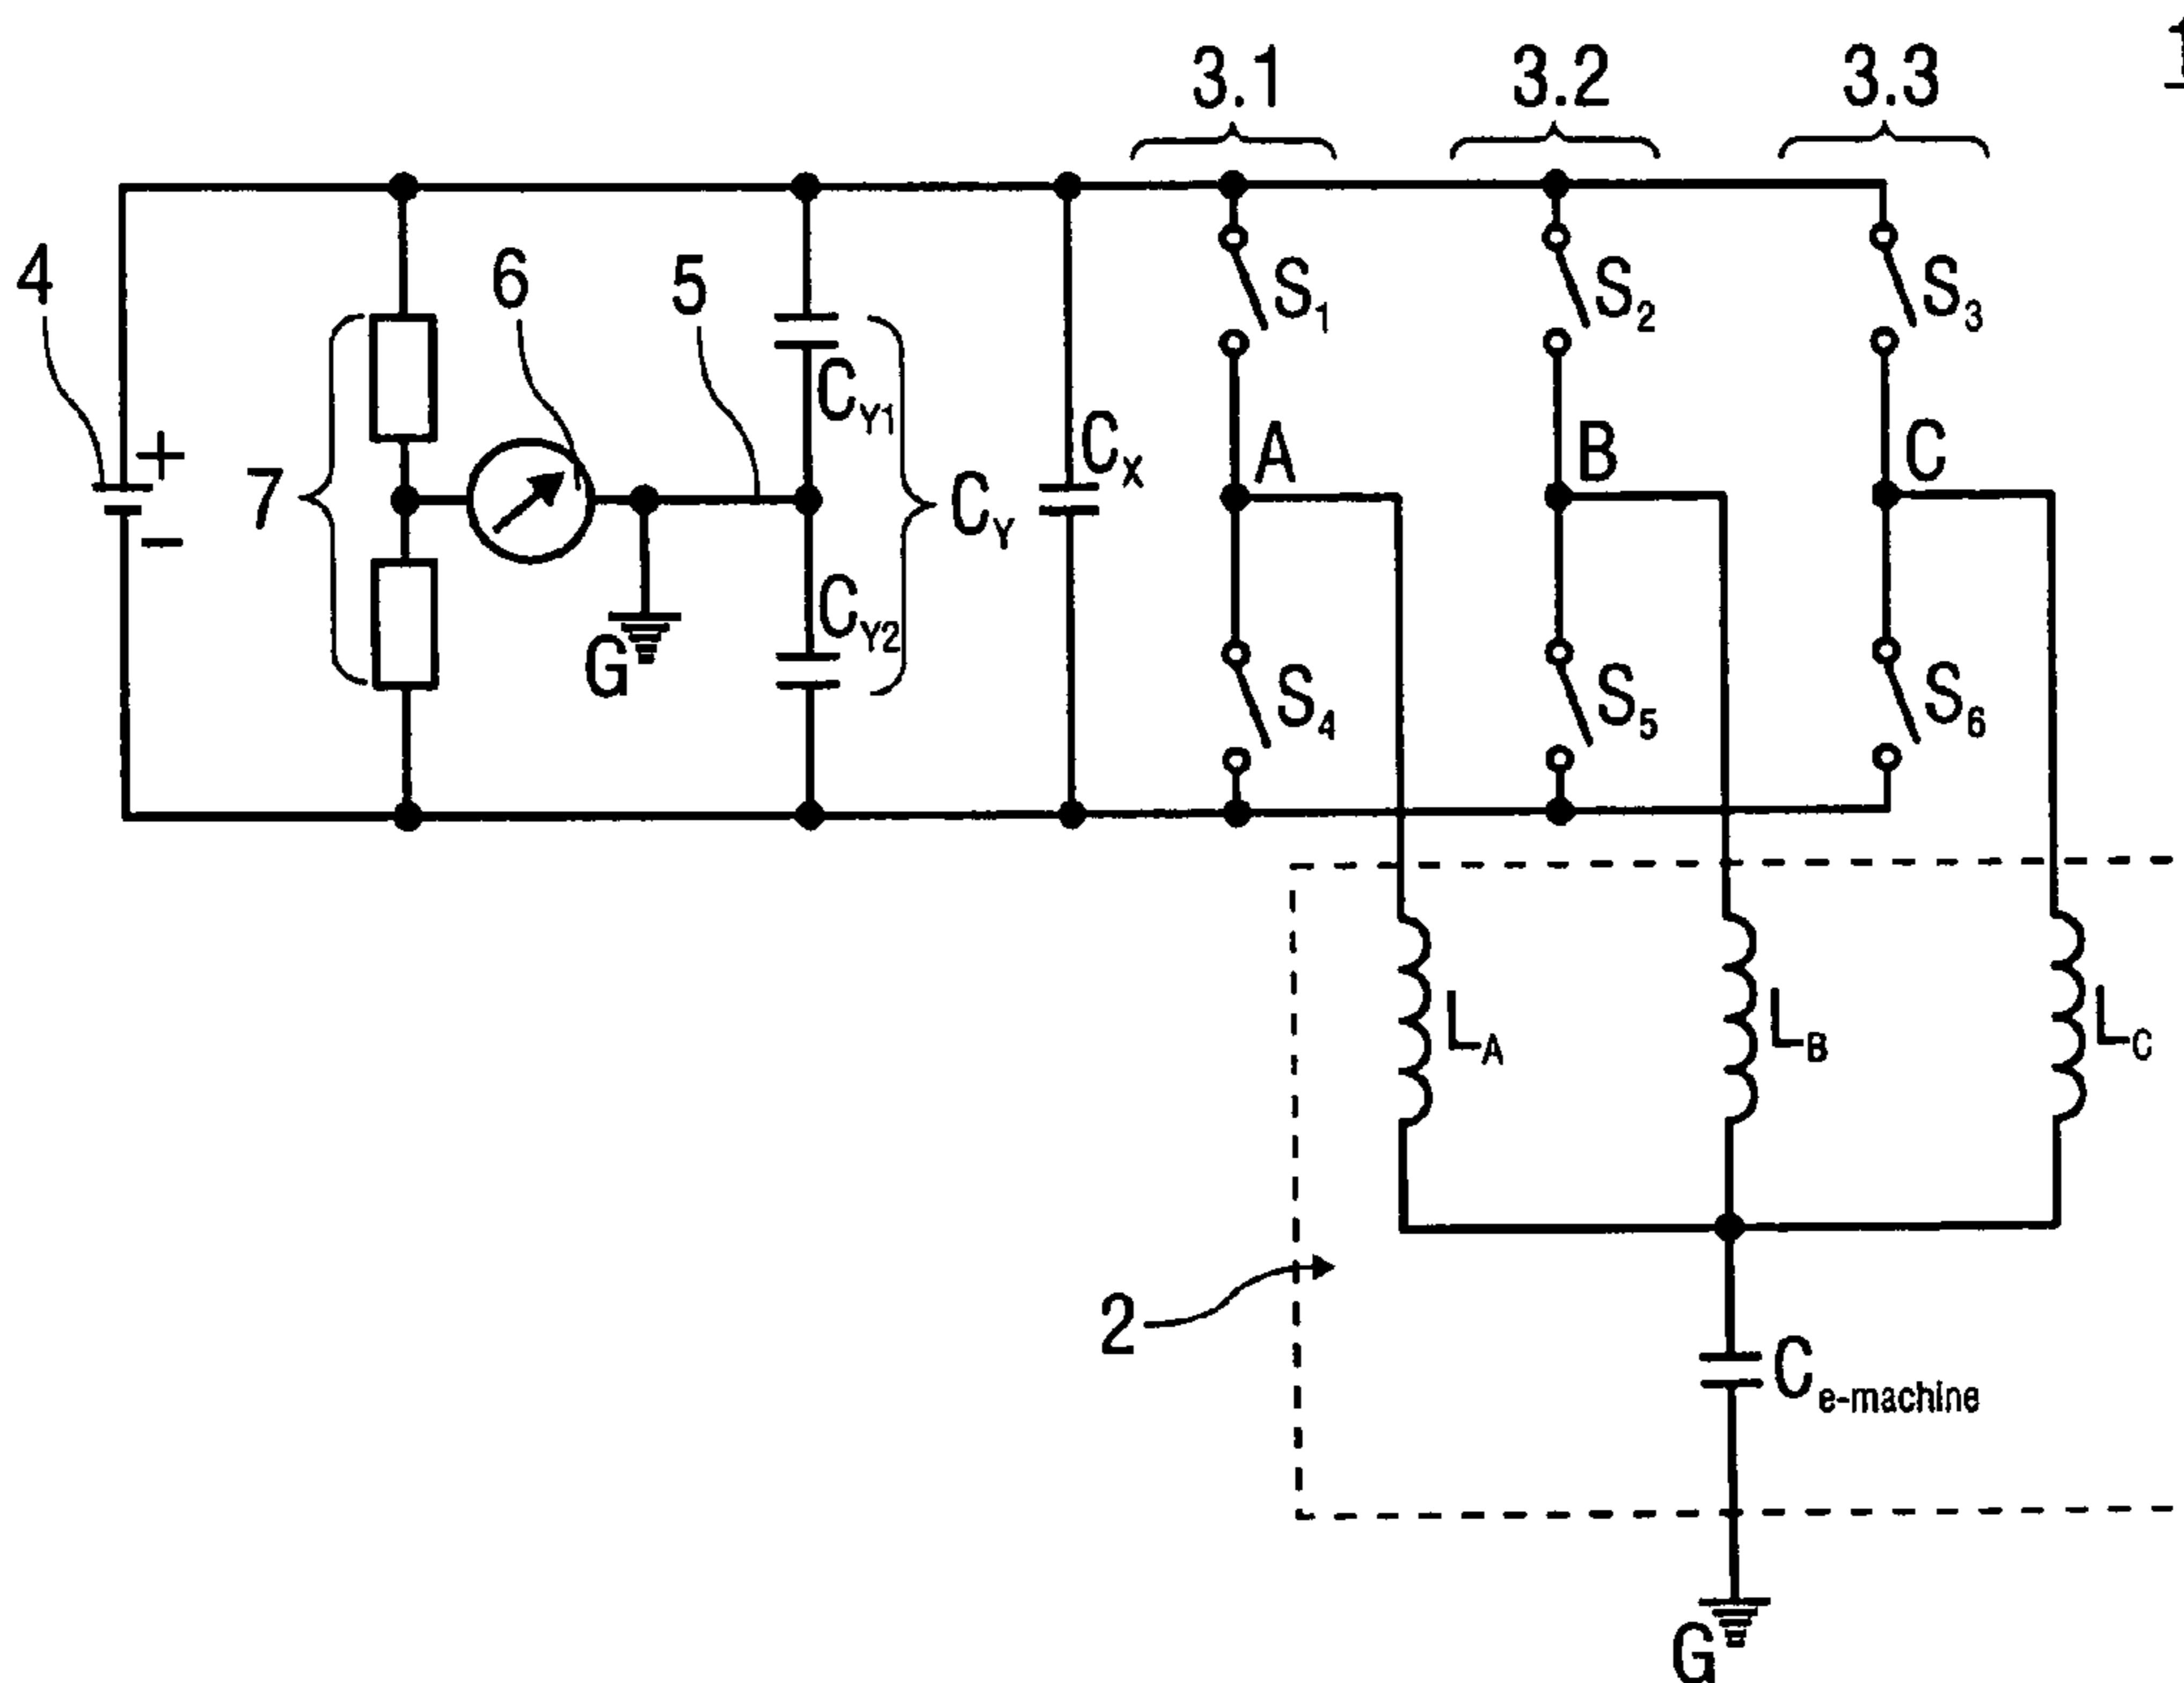 3.1 3.2 3.3
4 6 5
S1 S2 S3
+
−
7
CY1
CY
CX
A B C
CY2
G
S4 S5 S6
LA LB LC
2
Ce-machine
G